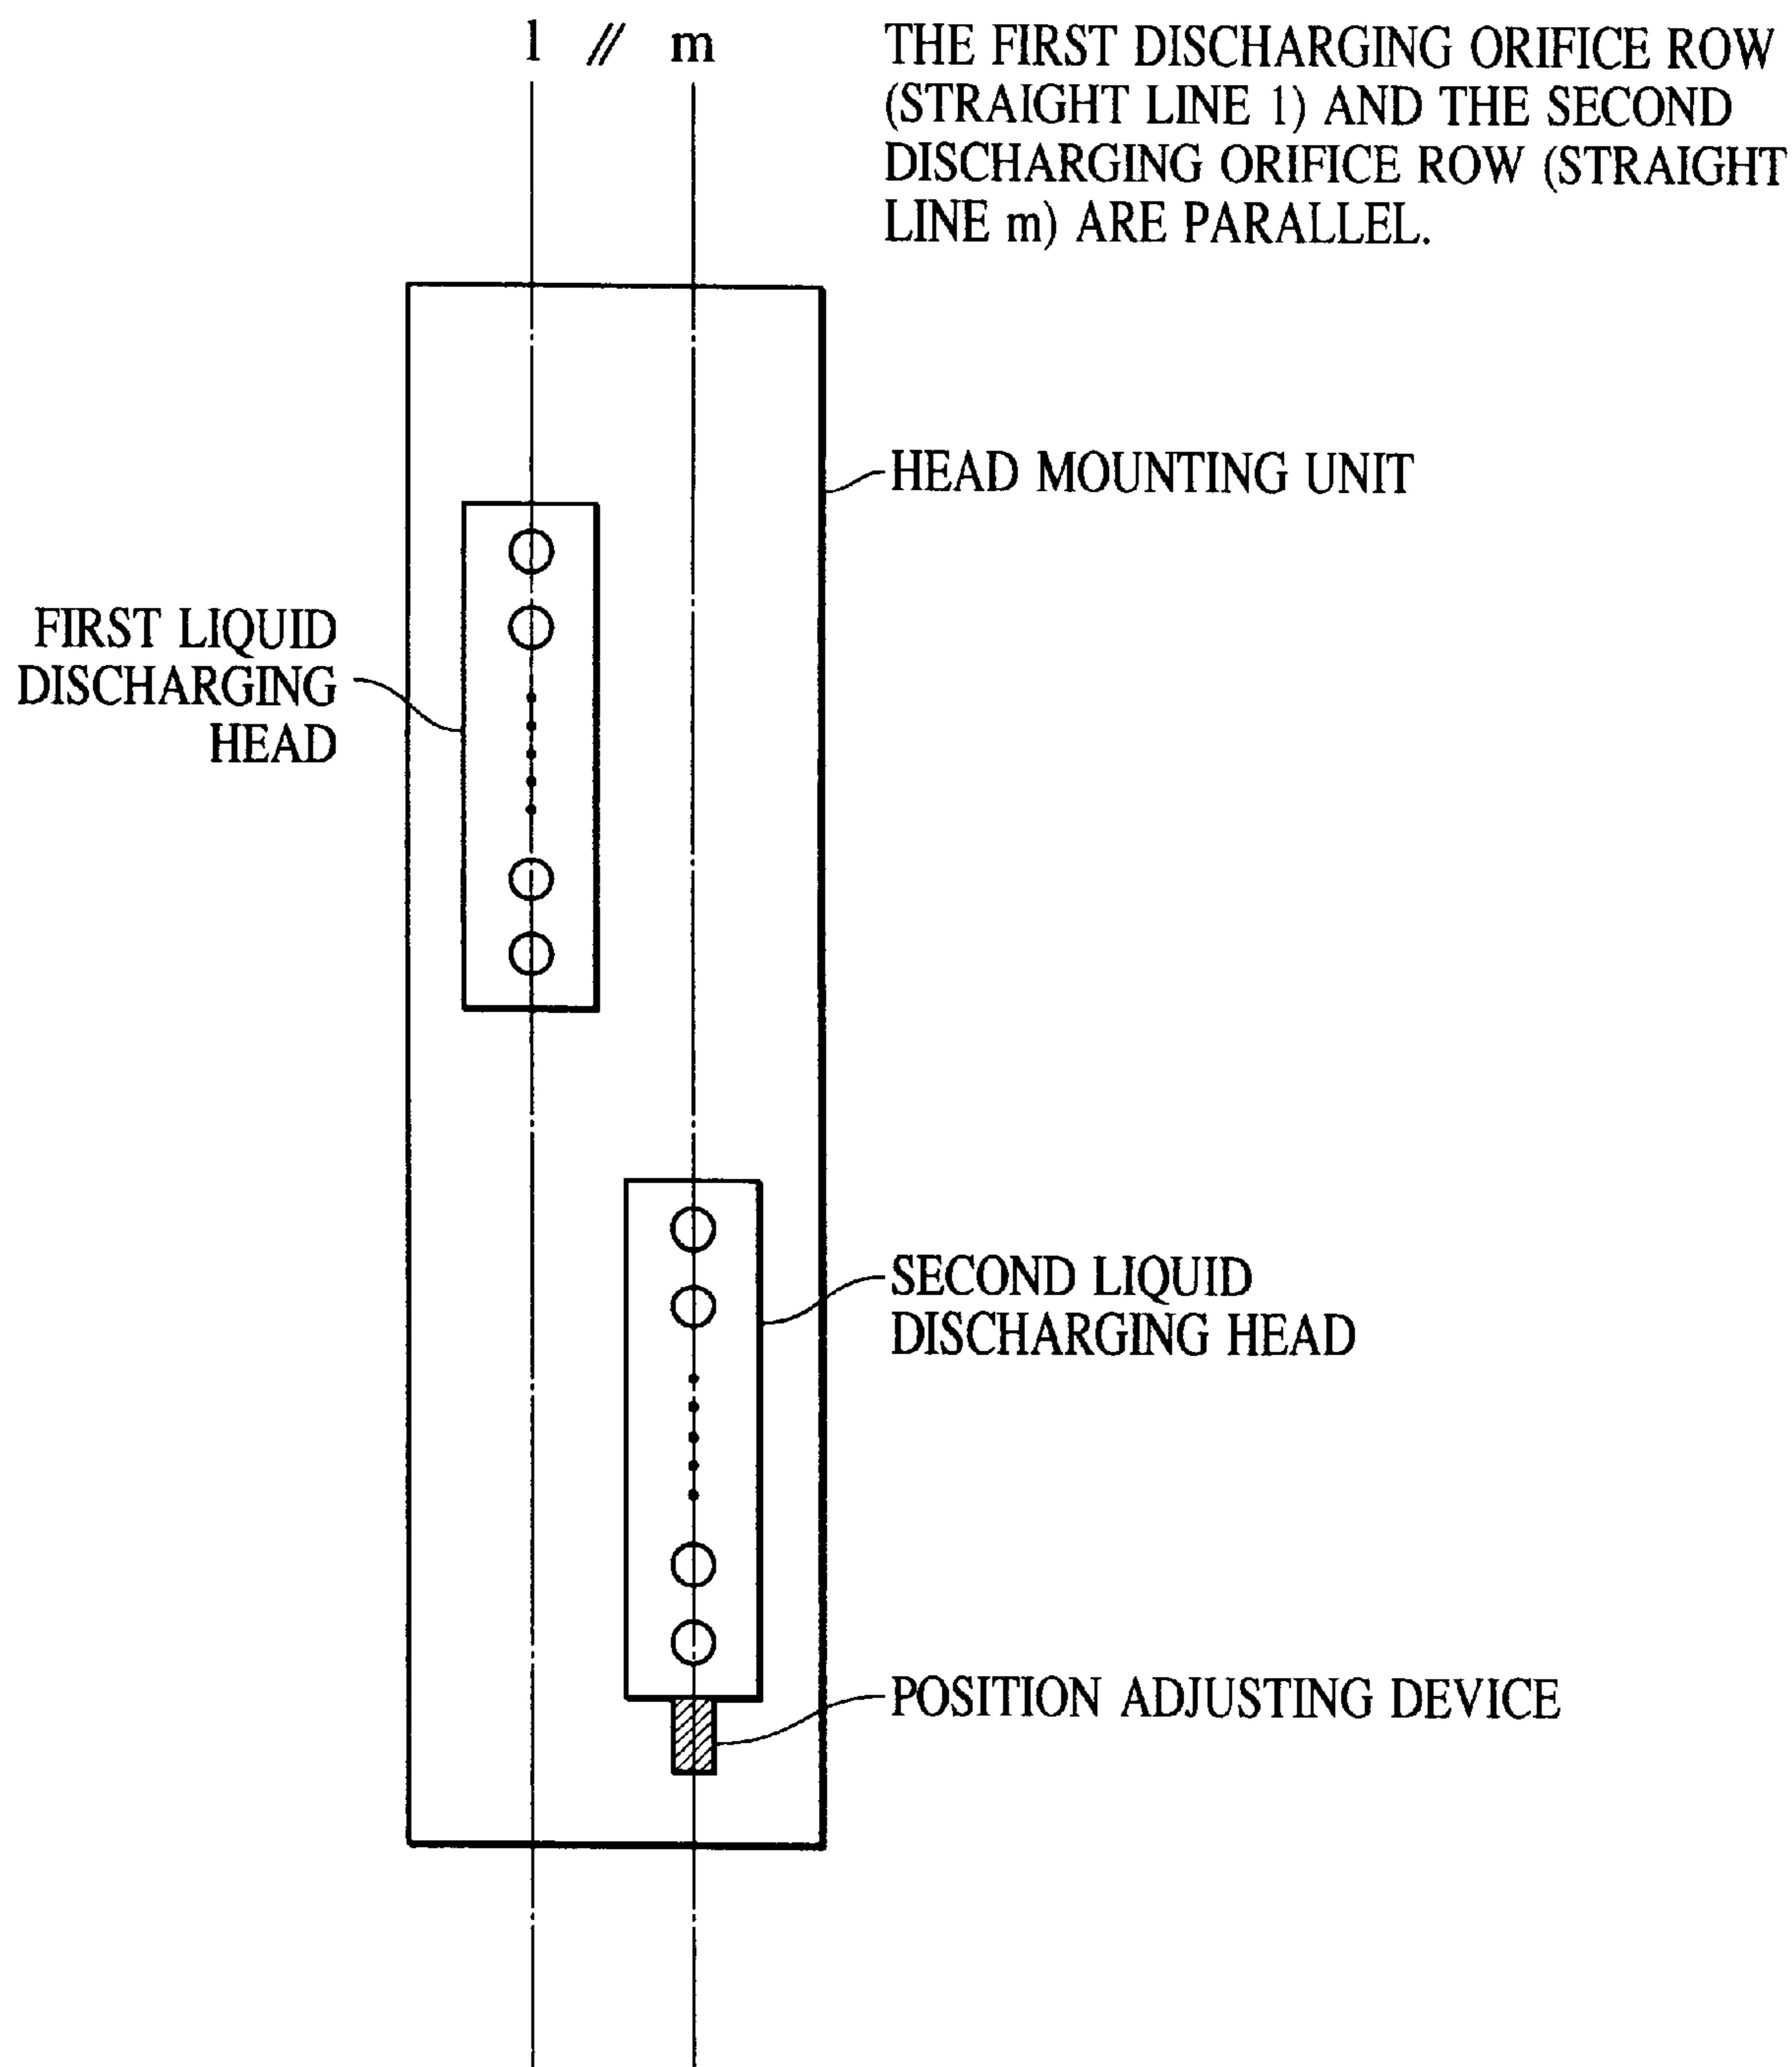 l // m
THE FIRST DISCHARGING ORIFICE ROW
(STRAIGHT LINE l) AND THE SECOND
DISCHARGING ORIFICE ROW (STRAIGHT
LINE m) ARE PARALLEL.
HEAD MOUNTING UNIT
FIRST LIQUID
DISCHARGING
HEAD
SECOND LIQUID
DISCHARGING HEAD
POSITION ADJUSTING DEVICE